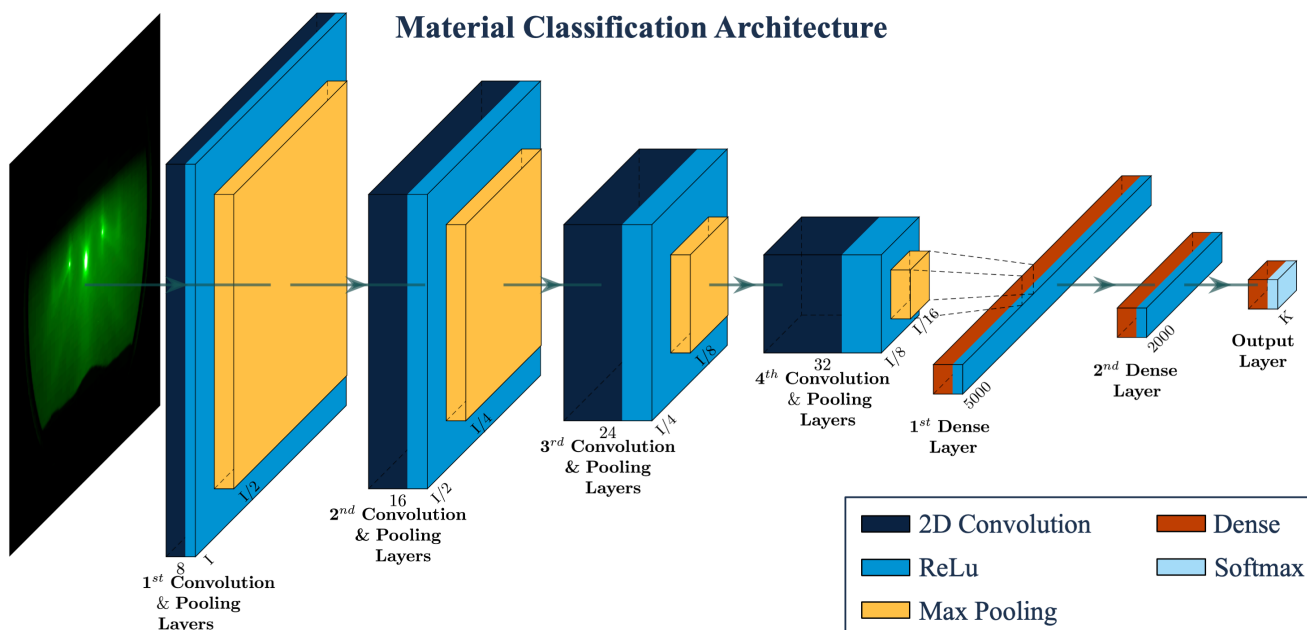 Material Classification Architecture
8
I
I/2
1st Convolution
& Pooling
Layers
16
I/2
I/4
2nd Convolution
& Pooling
Layers
24
I/4
I/8
3rd Convolution
& Pooling
Layers
32
I/8
I/16
4th Convolution
& Pooling
Layers
5000
1st Dense
Layer
2000
2nd Dense
Layer
K
Output
Layer
2D Convolution
ReLu
Max Pooling
Dense
Softmax